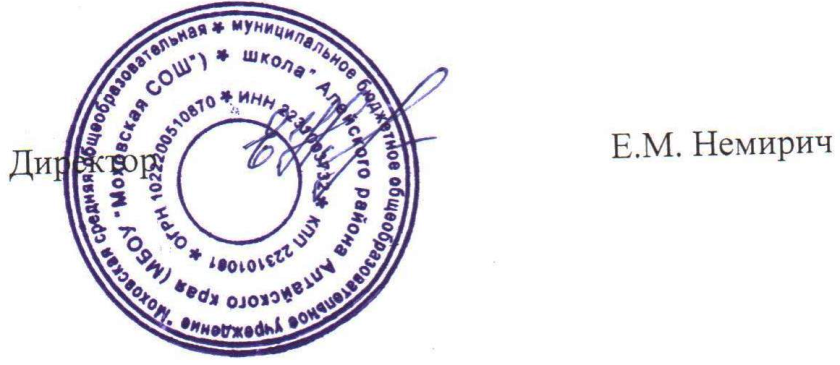 Директор
Е.М. Немирич
муниципальное бюджетное общеобразовательное учреждение "Моховская средняя общеобразовательная
школа" Алейского района Алтайского края (МБОУ "Моховская СОШ")
ИНН КПП 223101001 * ОГРН 1022200510870 *